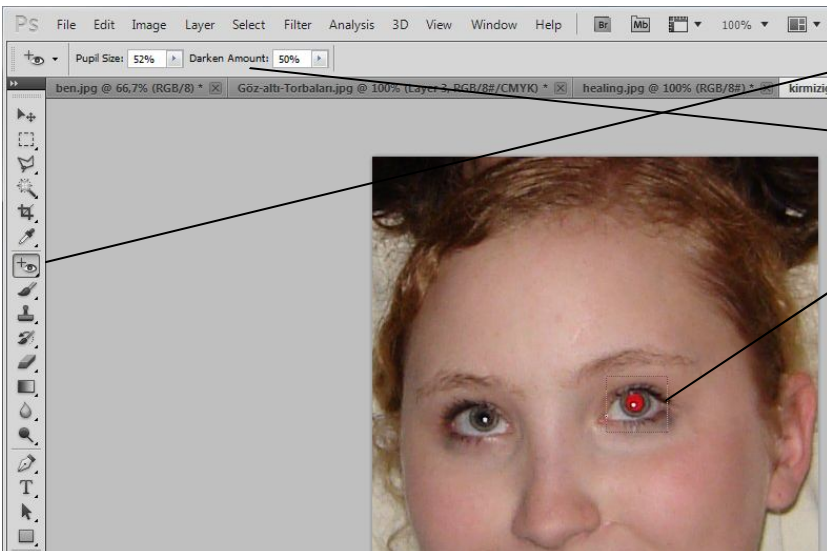 Ps File Edit Image Layer Select Filter Analysis 3D View Window Help Br Mb 100%
Pupil Size: 52% Darken Amount: 50%
ben.jpg @ 66,7% (RGB/8) * Göz-altı-Torbaları.jpg @ 100% (Layer 3, RGB/8#/CMYK) * healing.jpg @ 100% (RGB/8#) * kirmizig
T